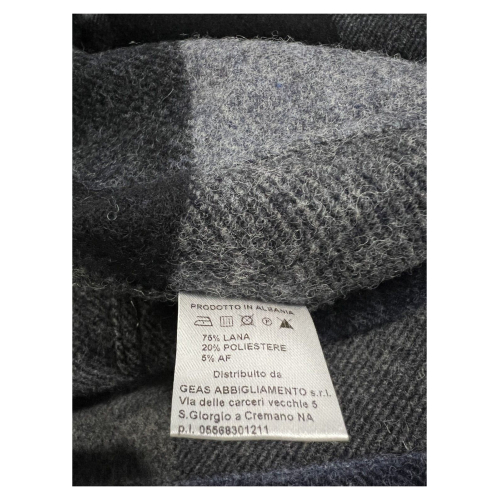 PRODOTTO IN ALBANIA
75% LANA
20% POLIESTERE
5% AF
Distribuito da
GEAS ABBIGLIAMENTO s.r.l.
Via delle carceri vecchie 5
S.Giorgio a Cremano NA
p.i. 05568301211